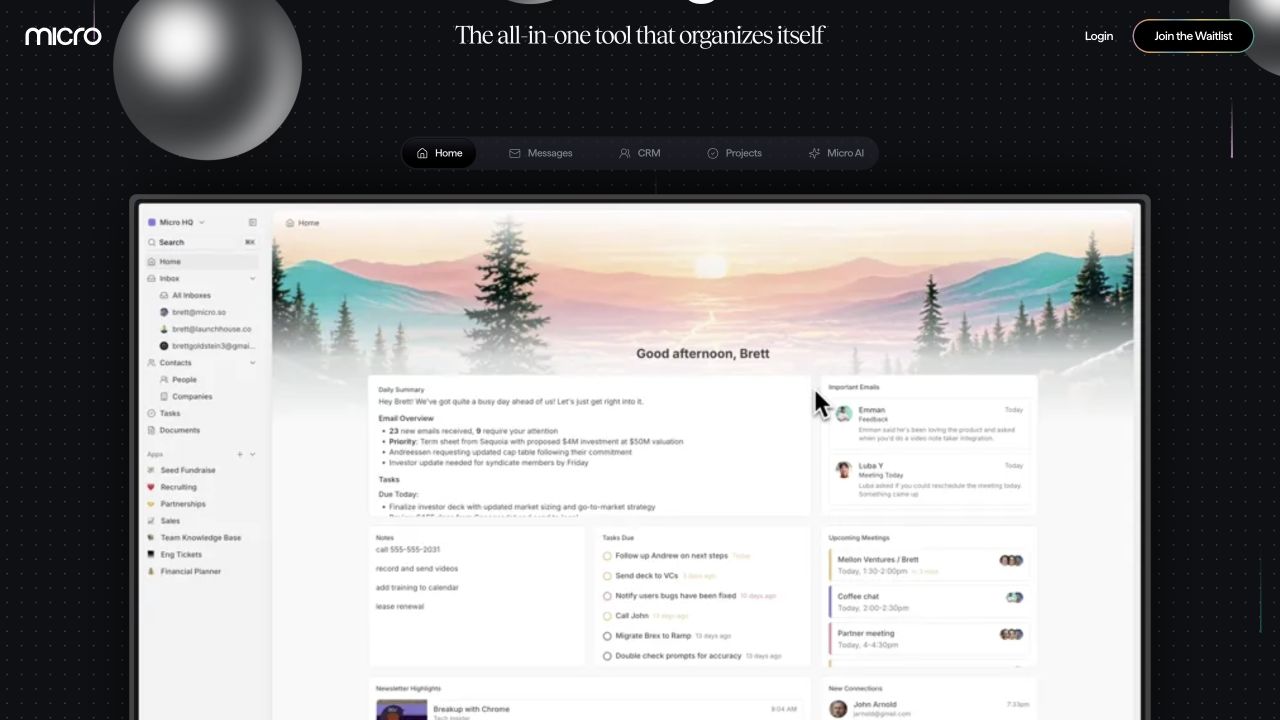 micro
The all-in-one tool that organizes itself
Login
Join the Waitlist
Home
Messages
CRM
Projects
Micro AI
Micro HQ
Search
⌘K
Home
Inbox
All Inboxes
brett@micro.so
brett@launchhouse.co
brettgoldstein3@gmai...
Contacts
People
Companies
Tasks
Documents
Apps
Seed Fundraise
Recruiting
Partnerships
Sales
Team Knowledge Base
Eng Tickets
Financial Planner
Home
Good afternoon, Brett
Daily Summary
Hey Brett! We've got quite a busy day ahead of us! Let's just get right into it.
Email Overview
• 23 new emails received, 9 require your attention
• Priority: Term sheet from Sequoia with proposed $4M investment at $50M valuation
• Andreessen requesting updated cap table following their commitment
• Investor update needed for syndicate members by Friday
Tasks
Due Today:
• Finalize investor deck with updated market sizing and go-to-market strategy
Important Emails
Emman
Today
Feedback
Emman said he's been loving the product and asked
when you'd do a video note taker integration.
Luba Y
Today
Meeting Today
Luba asked if you could reschedule the meeting today.
Something came up
Notes
call 555-555-2031
record and send videos
add training to calendar
lease renewal
Tasks Due
Follow up Andrew on next steps Today
Send deck to VCs 3 days ago
Notify users bugs have been fixed 10 days ago
Call John 13 days ago
Migrate Brex to Ramp 13 days ago
Double check prompts for accuracy 13 days ago
Upcoming Meetings
Mellon Ventures / Brett
Today, 1:30-2:00pm
Coffee chat
Today, 2:00-2:30pm
Partner meeting
Today, 4-4:30pm
Newsletter Highlights
Breakup with Chrome
8:04 AM
Tech Insider
New Connections
John Arnold
7:33pm
jarnold@gmail.com